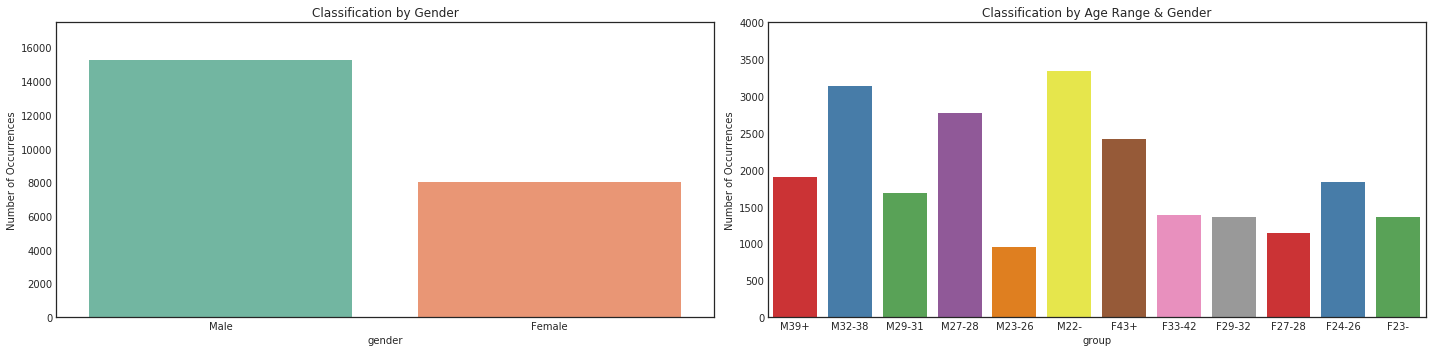 Classification by Gender
Number of Occurrences
16000
14000
12000
10000
8000
6000
4000
2000
0
Male Female
gender
Classification by Age Range & Gender
Number of Occurrences
4000
3500
3000
2500
2000
1500
1000
500
0
M39+ M32-38 M29-31 M27-28 M23-26 M22- F43+ F33-42 F29-32 F27-28 F24-26 F23-
group